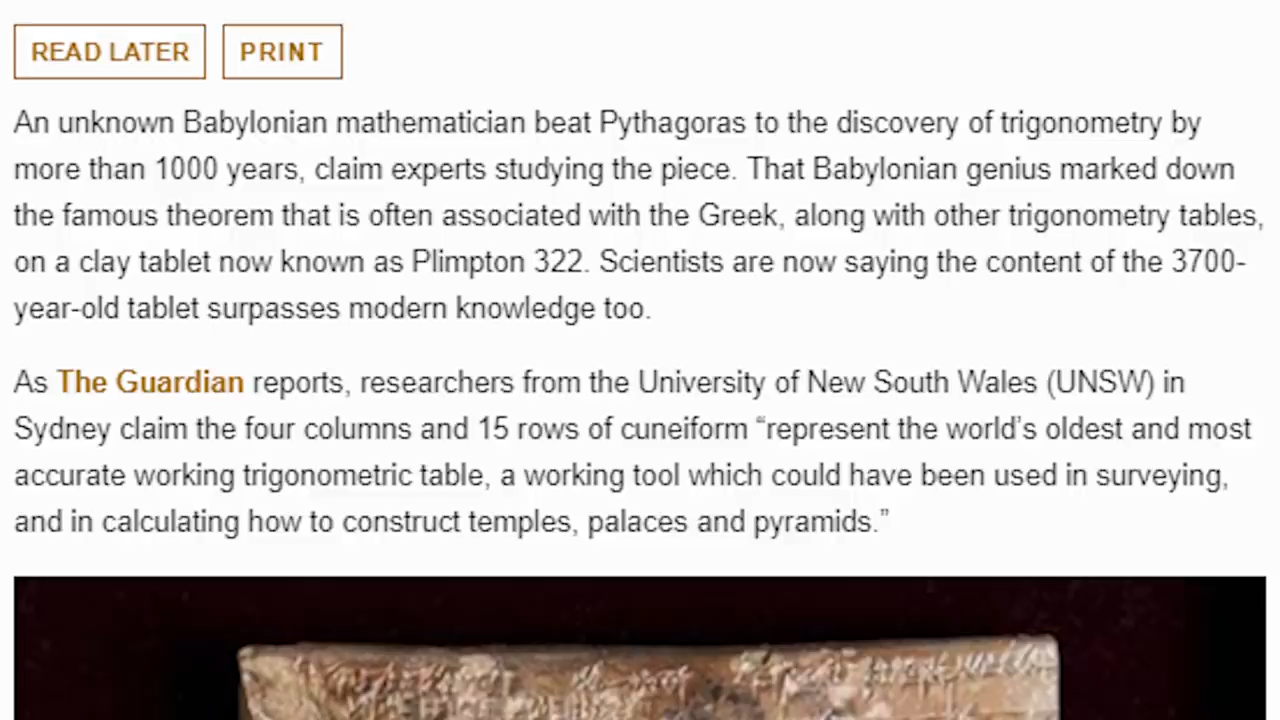 READ LATER PRINT
An unknown Babylonian mathematician beat Pythagoras to the discovery of trigonometry by
more than 1000 years, claim experts studying the piece. That Babylonian genius marked down
the famous theorem that is often associated with the Greek, along with other trigonometry tables,
on a clay tablet now known as Plimpton 322. Scientists are now saying the content of the 3700-
year-old tablet surpasses modern knowledge too.
As The Guardian reports, researchers from the University of New South Wales (UNSW) in
Sydney claim the four columns and 15 rows of cuneiform “represent the world’s oldest and most
accurate working trigonometric table, a working tool which could have been used in surveying,
and in calculating how to construct temples, palaces and pyramids.”